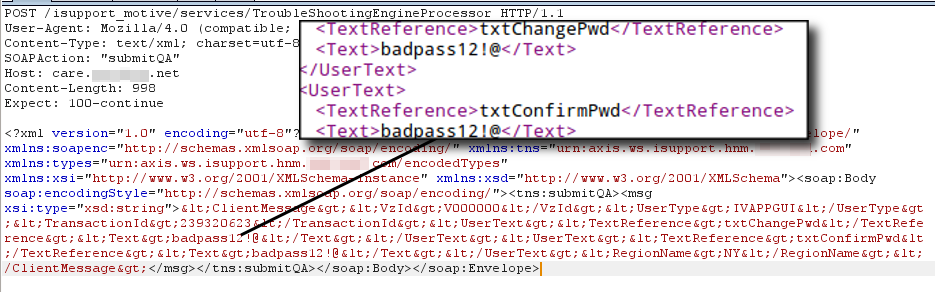 POST /isupport_motive/services/TroubleShootingEngineProcessor HTTP/1.1
User-Agent: Mozilla/4.0 (compatible;
Content-Type: text/xml; charset=utf-8
SOAPAction: "submitQA"
Host: care. .net
Content-Length: 998
Expect: 100-continue
<TextReference>txtChangePwd</TextReference>
<Text>badpass12!@</Text>
</UserText>
<UserText>
<TextReference>txtConfirmPwd</TextReference>
<Text>badpass12!@</Text>
<?xml version="1.0" encoding="utf-8"? elope/"
xmlns:soapenc="http://schemas.xmlsoap.org/soap/encoding/" xmlns:tns="urn:axis.ws.isupport.hnm. .com"
xmlns:types="urn:axis.ws.isupport.hnm. .com/encodedTypes"
xmlns:xsi="http://www.w3.org/2001/XMLSchema-instance" xmlns:xsd="http://www.w3.org/2001/XMLSchema"><soap:Body
soap:encodingStyle="http://schemas.xmlsoap.org/soap/encoding/"><tns:submitQA><msg
xsi:type="xsd:string">&lt;ClientMessage&gt;&lt;VzId&gt;V000000&lt;/VzId&gt;&lt;UserType&gt;IVAPPGUI&lt;/UserType&gt
;&lt;TransactionId&gt;239320623&lt;/TransactionId&gt;&lt;UserText&gt;&lt;TextReference&gt;txtChangePwd&lt;/TextRefe
rence&gt;&lt;Text&gt;badpass12!@&lt;/Text&gt;&lt;/UserText&gt;&lt;UserText&gt;&lt;TextReference&gt;txtConfirmPwd&lt
;/TextReference&gt;&lt;Text&gt;badpass12!@&lt;/Text&gt;&lt;/UserText&gt;&lt;RegionName&gt;NY&lt;/RegionName&gt;&lt;
/ClientMessage&gt;</msg></tns:submitQA></soap:Body></soap:Envelope>